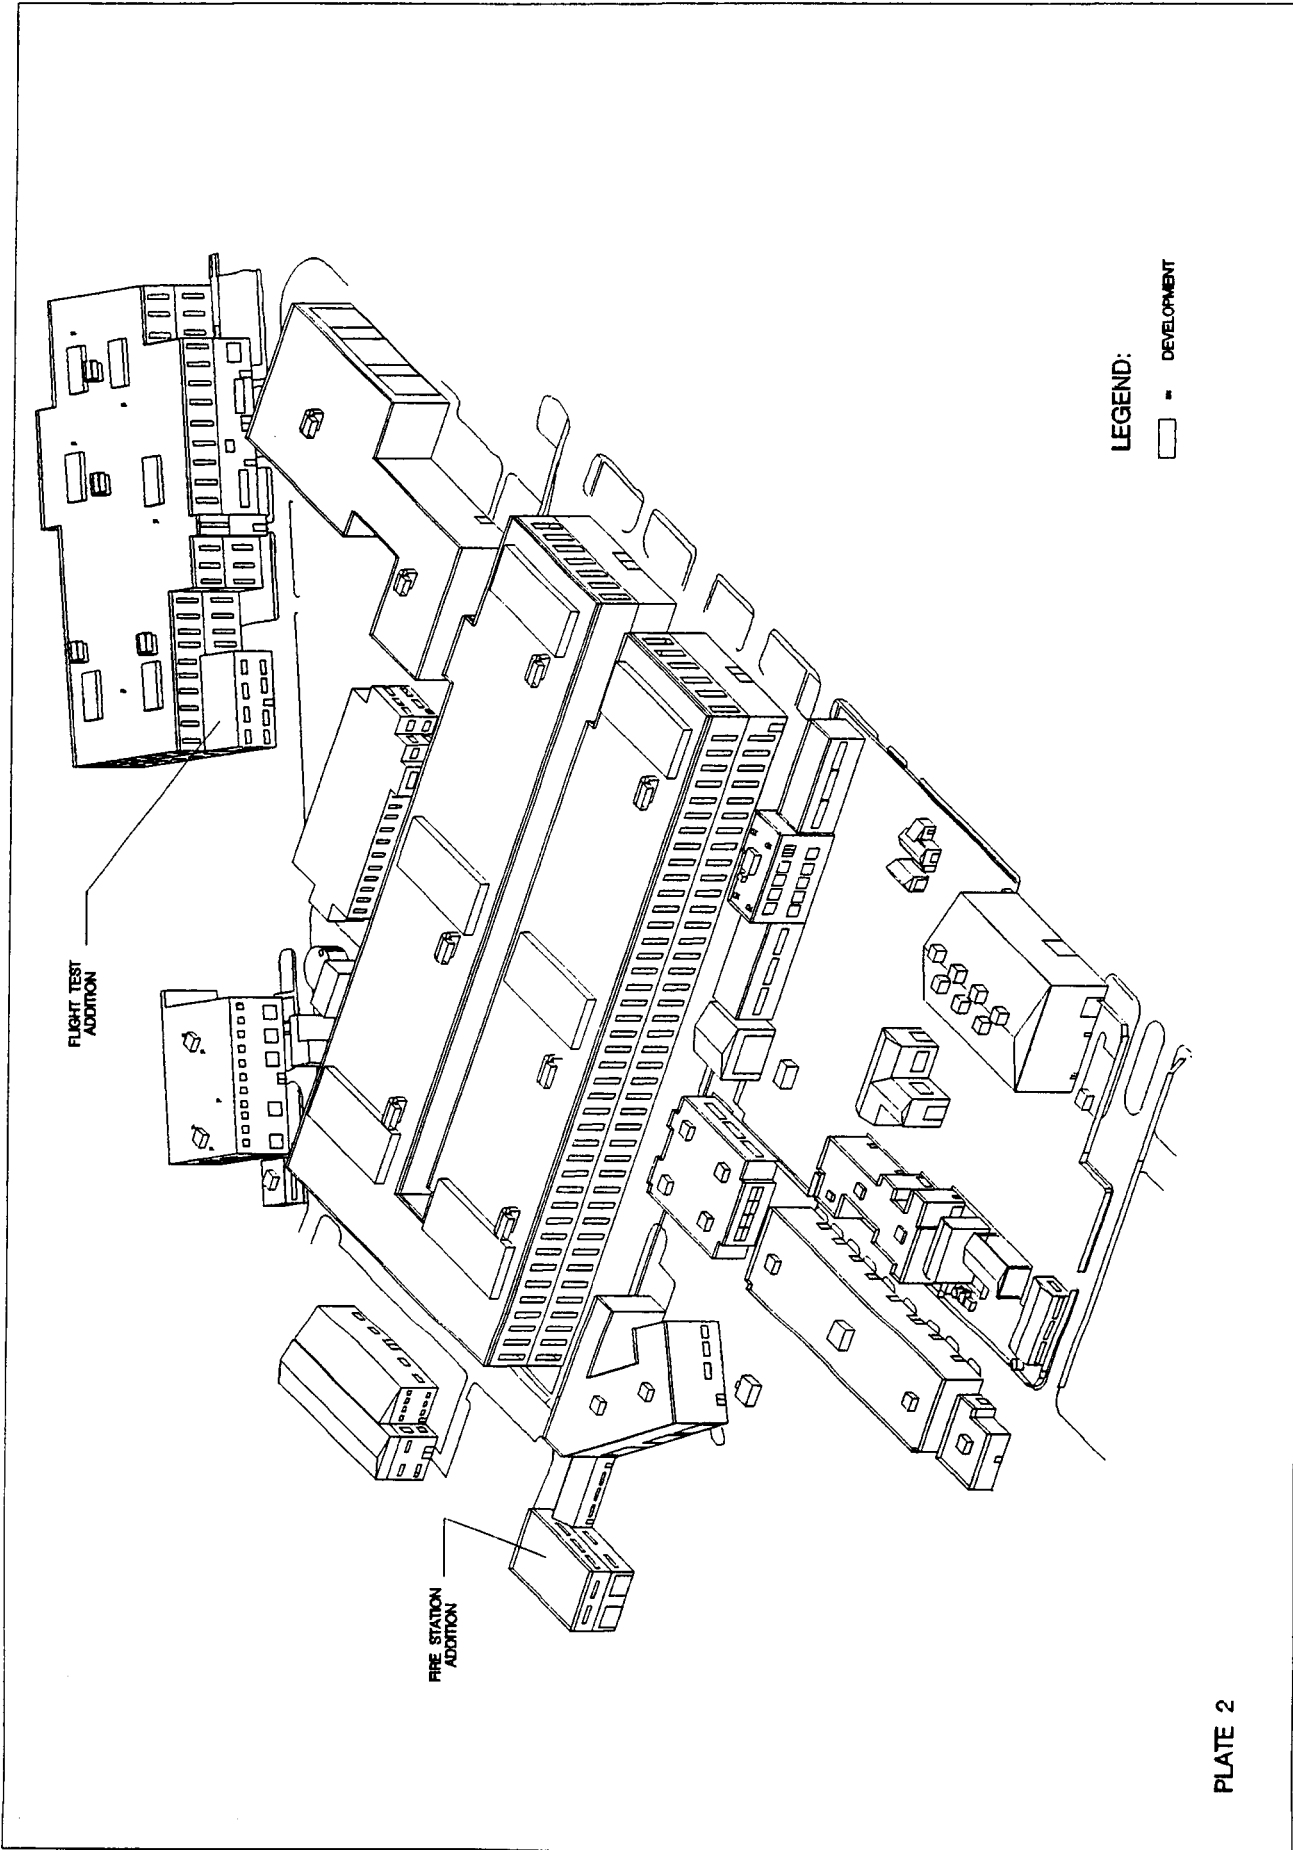 FLIGHT TEST
ADDITION
FIRE STATION
ADDITION
LEGEND:
= DEVELOPMENT
PLATE 2